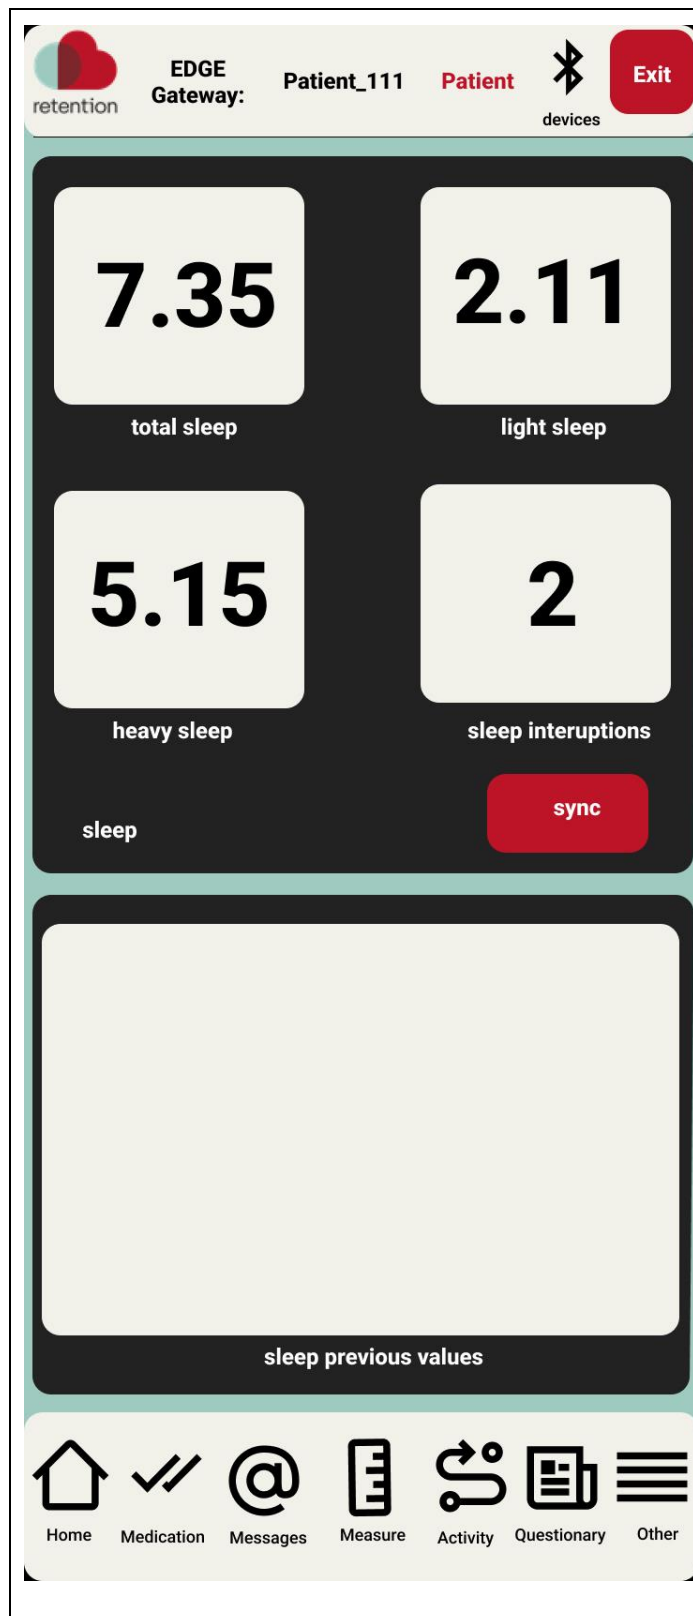 retention
EDGE
Gateway:
Patient_111
Patient
devices
Exit
7.35
total sleep
2.11
light sleep
5.15
heavy sleep
2
sleep interuptions
sleep
sync
sleep previous values
Home
Medication
Messages
Measure
Activity
Questionary
Other